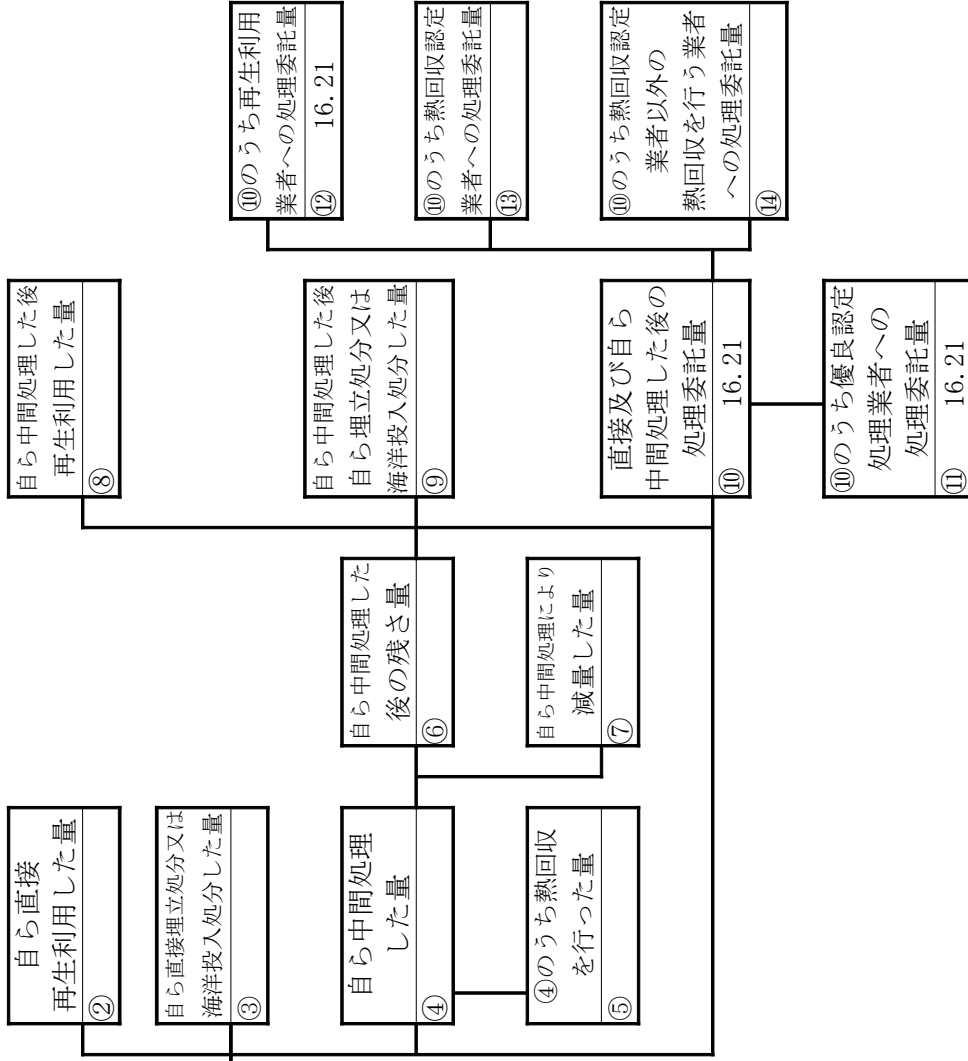 自ら直接
再生利用した量
②
自ら直接埋立処分又は
海洋投入処分した量
③
自ら中間処理
した量
④
④のうち熱回収
を行った量
⑤
自ら中間処理した
後の残さ量
⑥
自ら中間処理により
減量した量
⑦
自ら中間処理した後
再生利用した量
⑧
自ら中間処理した後
自ら埋立処分又は
海洋投入処分した量
⑨
直接及び自ら
中間処理した後の
処理委託量
⑩ 16.21
⑩のうち優良認定
処理業者への
処理委託量
⑪ 16.21
⑩のうち再生利用
業者への処理委託量
⑫ 16.21
⑩のうち熱回収認定
業者への処理委託量
⑬
⑩のうち熱回収認定
業者以外の
熱回収を行う業者
への処理委託量
⑭